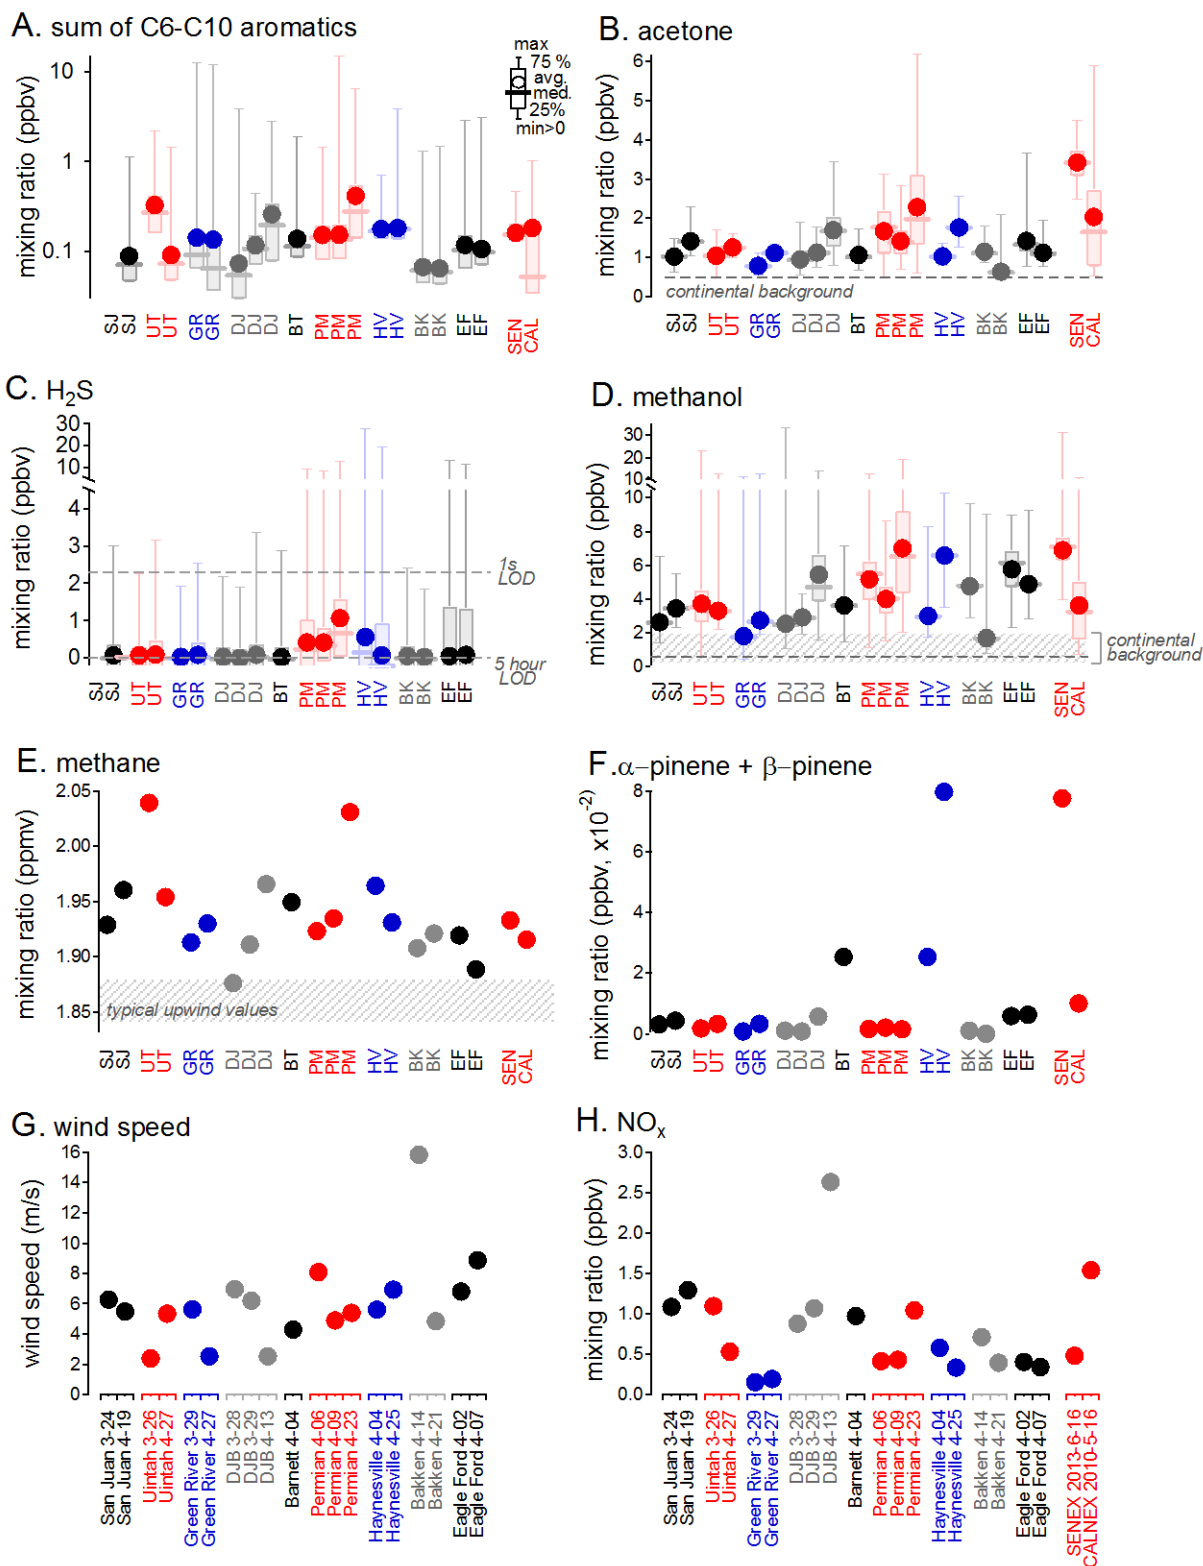 A. sum of C6-C10 aromatics
mixing ratio (ppbv)
10
1
0.1
max
75 %
avg.
med.
25%
min>0
SJ SJ UT UT GR GR DJ DJ DJ BT PM PM PM HV HV BK BK EF EF SEN CAL
B. acetone
mixing ratio (ppbv)
6
5
4
3
2
1
0
continental background
SJ SJ UT UT GR GR DJ DJ DJ BT PM PM PM HV HV BK BK EF EF SEN CAL
C. H2S
mixing ratio (ppbv)
30
20
10
4
3
2
1
0
1s
LOD
5 hour
LOD
SJ SJ UT UT GR GR DJ DJ DJ BT PM PM PM HV HV BK BK EF EF
D. methanol
mixing ratio (ppbv)
30
20
10
8
6
4
2
0
continental
background
SJ SJ UT UT GR GR DJ DJ DJ BT PM PM PM HV HV BK BK EF EF SEN CAL
E. methane
mixing ratio (ppmv)
2.05
2.00
1.95
1.90
1.85
typical upwind values
SJ SJ UT UT GR GR DJ DJ DJ BT PM PM PM HV HV BK BK EF EF SEN CAL
F.α−pinene + β−pinene
mixing ratio (ppbv, x10⁻²)
8
6
4
2
0
SJ SJ UT UT GR GR DJ DJ DJ BT PM PM PM HV HV BK BK EF EF SEN CAL
G. wind speed
wind speed (m/s)
16
14
12
10
8
6
4
2
0
San Juan 3-24
San Juan 4-19
Uintah 3-26
Uintah 4-27
Green River 3-29
Green River 4-27
DJB 3-28
DJB 3-29
DJB 4-13
Barnett 4-04
Permian 4-06
Permian 4-09
Permian 4-23
Haynesville 4-04
Haynesville 4-25
Bakken 4-14
Bakken 4-21
Eagle Ford 4-02
Eagle Ford 4-07
H. NOx
mixing ratio (ppbv)
3.0
2.5
2.0
1.5
1.0
0.5
0.0
San Juan 3-24
San Juan 4-19
Uintah 3-26
Uintah 4-27
Green River 3-29
Green River 4-27
DJB 3-28
DJB 3-29
DJB 4-13
Barnett 4-04
Permian 4-06
Permian 4-09
Permian 4-23
Haynesville 4-04
Haynesville 4-25
Bakken 4-14
Bakken 4-21
Eagle Ford 4-02
Eagle Ford 4-07
SENEX 2013-6-16
CALNEX 2010-5-16